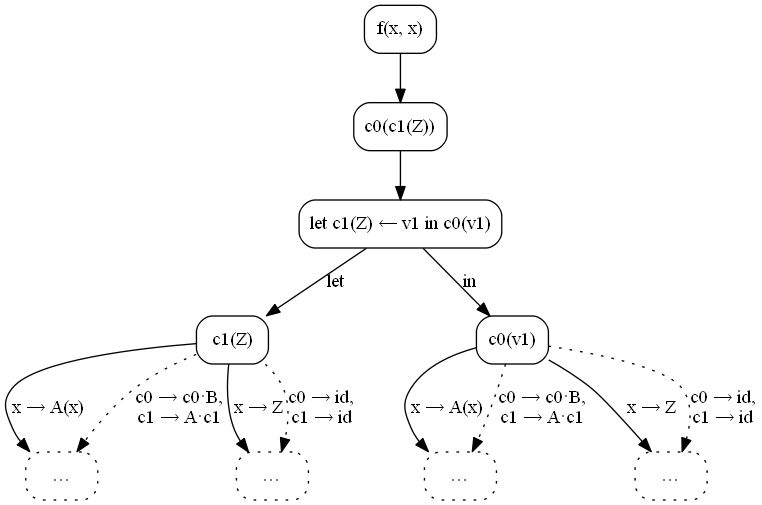 f(x, x)
c0(c1(Z))
let c1(Z) ← v1 in c0(v1)
let
in
c1(Z)
c0(v1)
x → A(x)
c0 → c0·B,
c1 → A·c1
x → Z
c0 → id,
c1 → id
x → A(x)
c0 → c0·B,
c1 → A·c1
x → Z
c0 → id,
c1 → id
...
...
...
...